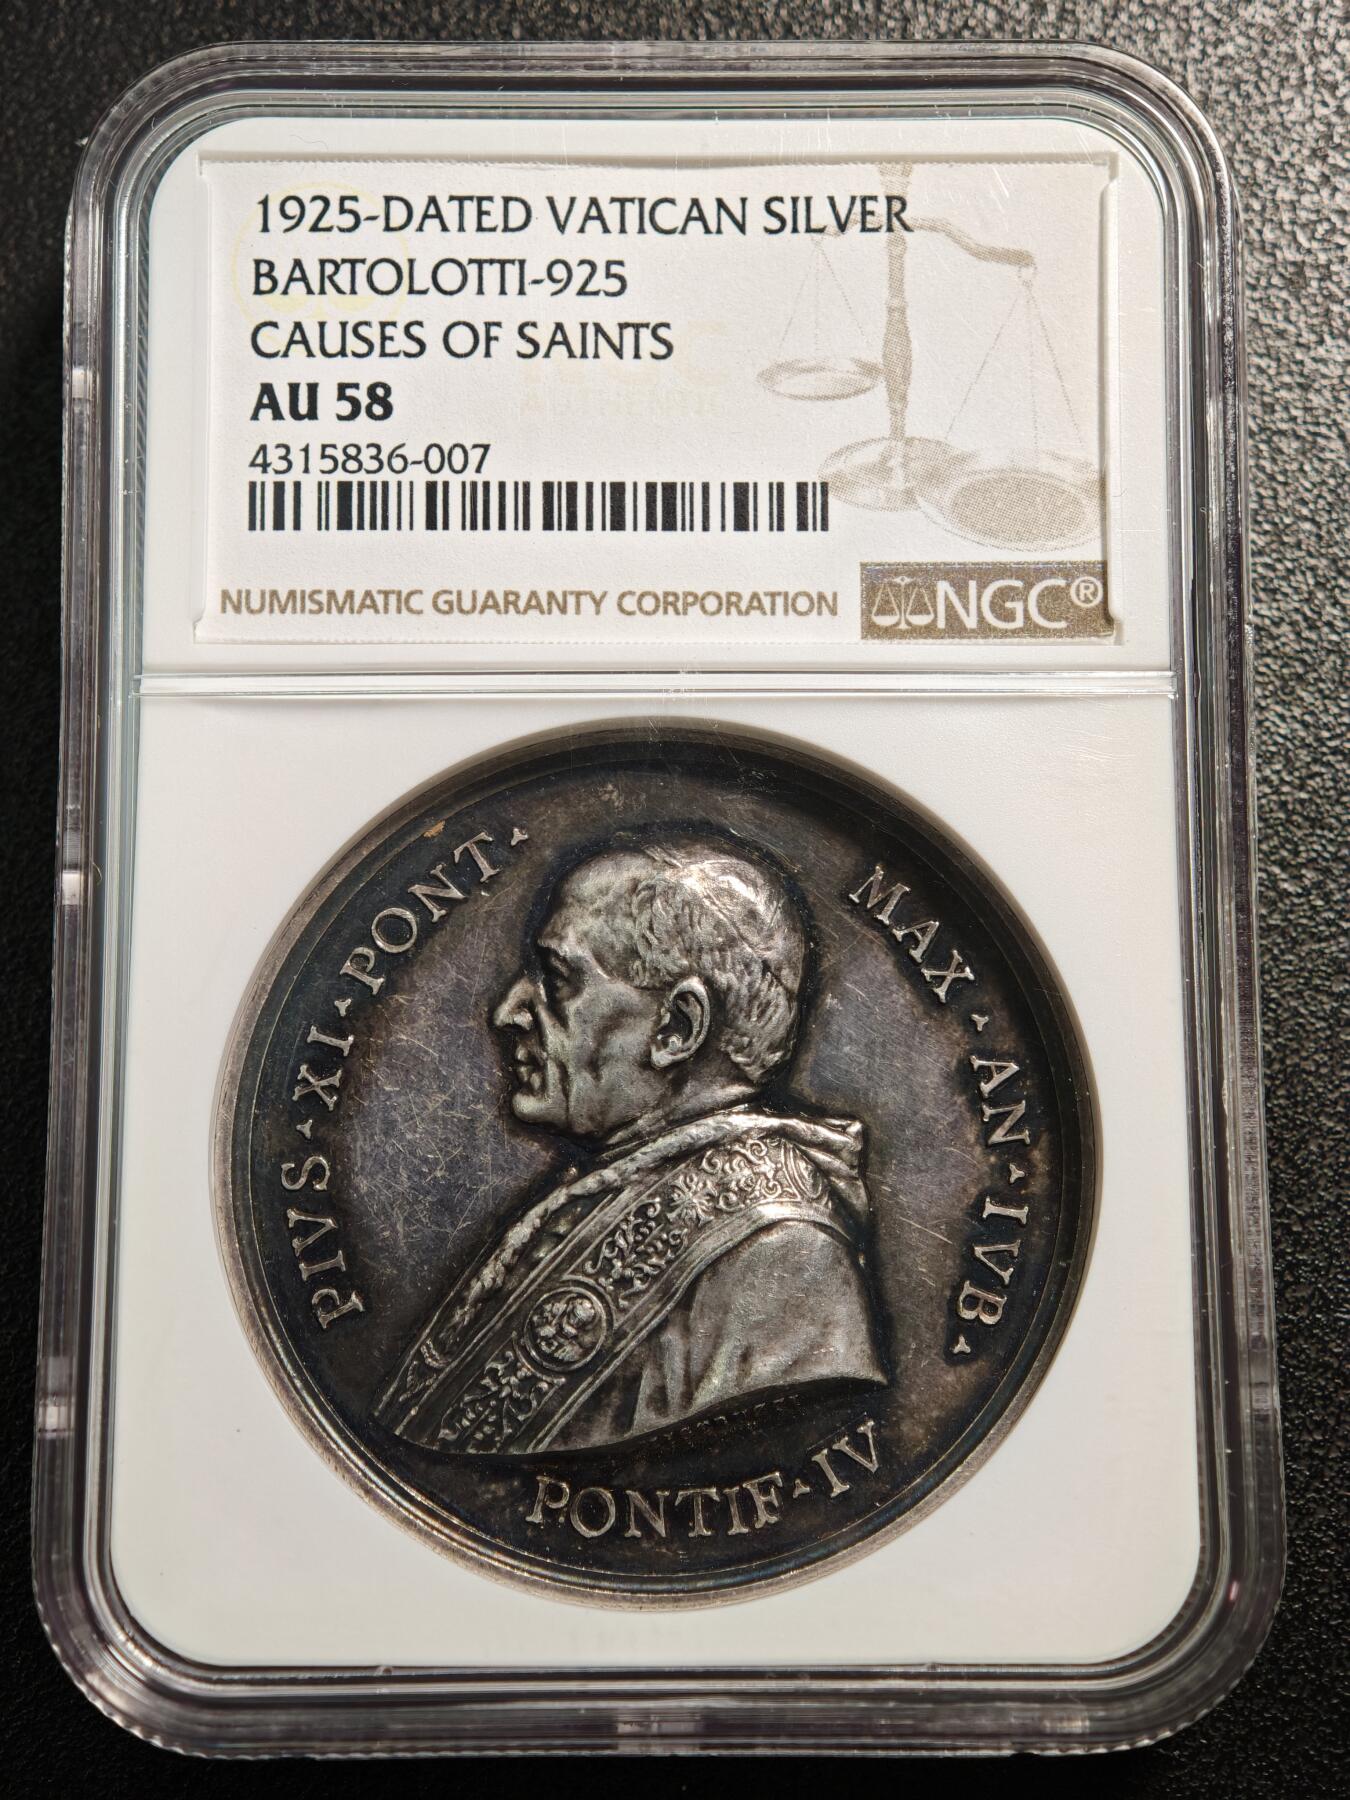 1925-DATED VATICAN SILVER
BARTOLOTTI-925
CAUSES OF SAINTS
AU 58
4315836-007
NUMISMATIC GUARANTY CORPORATION
NGC®
PIVS·XI·PONT·
MAX·AN·IVB·
PONTIF·IV